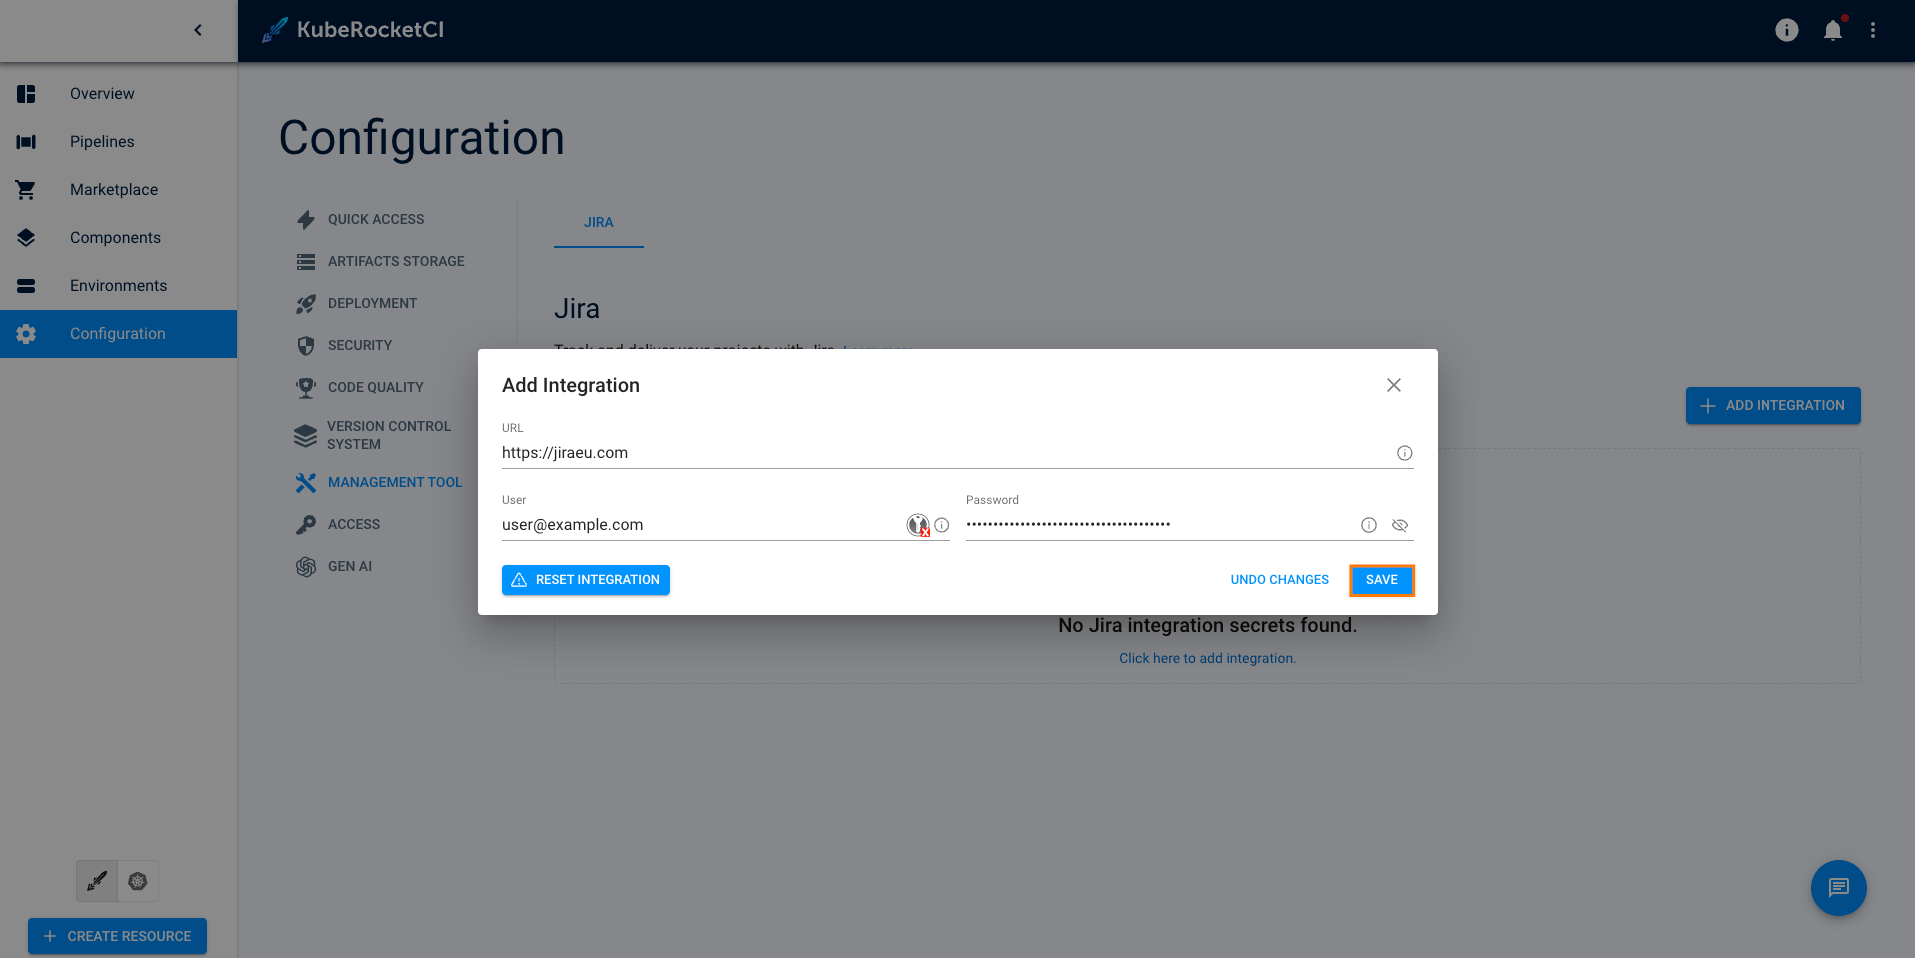 KubeRocketCI
Overview
Pipelines
Marketplace
Components
Environments
Configuration
Configuration
QUICK ACCESS
ARTIFACTS STORAGE
DEPLOYMENT
SECURITY
CODE QUALITY
VERSION CONTROL
SYSTEM
MANAGEMENT TOOL
ACCESS
GEN AI
JIRA
Jira
ADD INTEGRATION
Add Integration
URL
https://jiraeu.com
User
user@example.com
Password
••••••••••••••••••••••••••••••••••••••
RESET INTEGRATION
UNDO CHANGES
SAVE
No Jira integration secrets found.
Click here to add integration.
CREATE RESOURCE